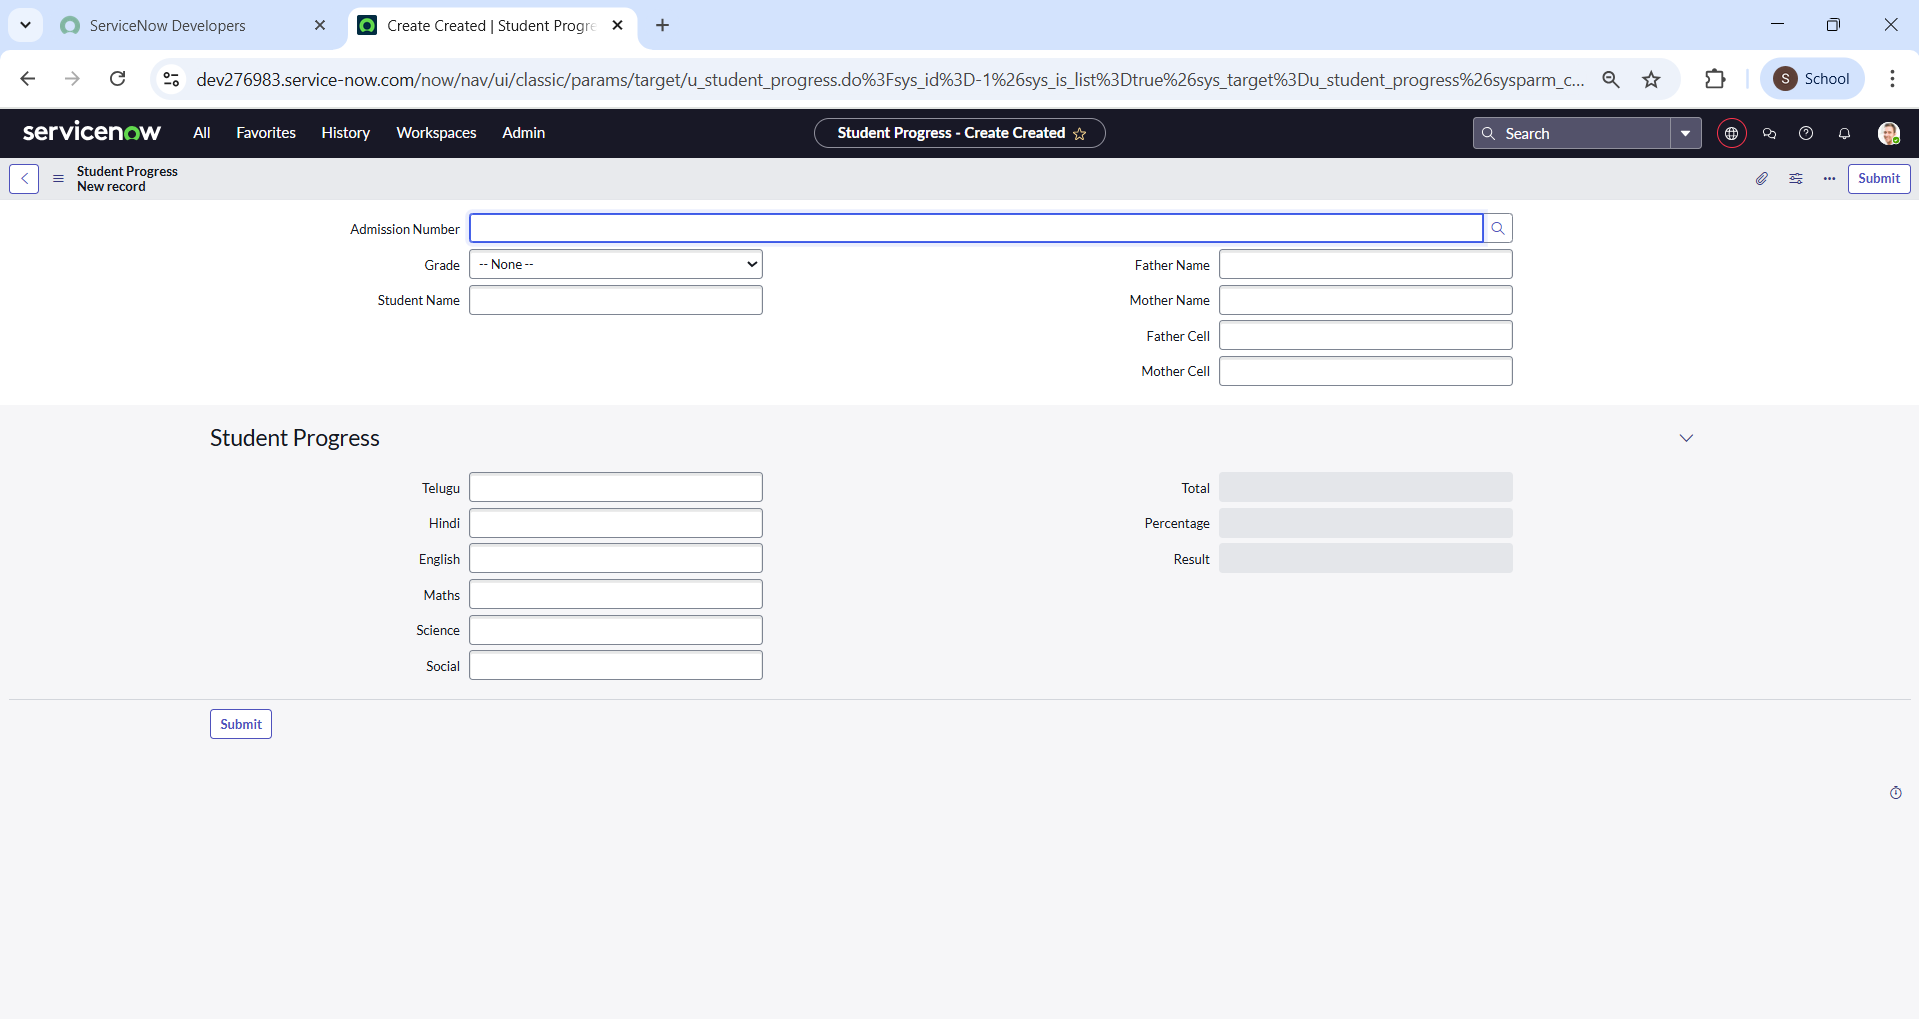 ServiceNow Developers
Create Created | Student Progre
dev276983.service-now.com/now/nav/ui/classic/params/target/u_student_progress.do%3Fsys_id%3D-1%26sys_is_list%3Dtrue%26sys_target%3Du_student_progress%26sysparm_c...
S School
servicenow All Favorites History Workspaces Admin Student Progress - Create Created Search
Student Progress
New record
Submit
Admission Number
Grade -- None -- Father Name
Student Name Mother Name
Father Cell
Mother Cell
Student Progress
Telugu Total
Hindi Percentage
English Result
Maths
Science
Social
Submit